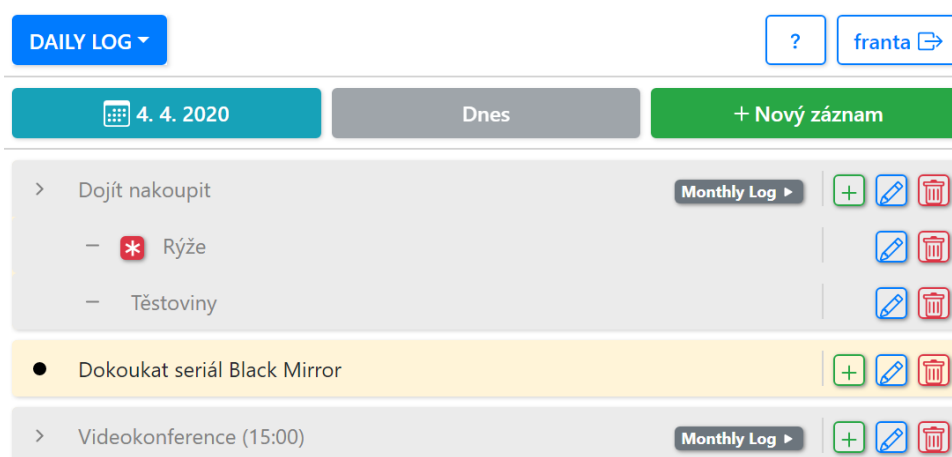 DAILY LOG ? franta
4. 4. 2020 Dnes + Nový záznam
> Dojít nakoupit Monthly Log ▸
– Rýže
– Těstoviny
● Dokoukat seriál Black Mirror
> Videokonference (15:00) Monthly Log ▸